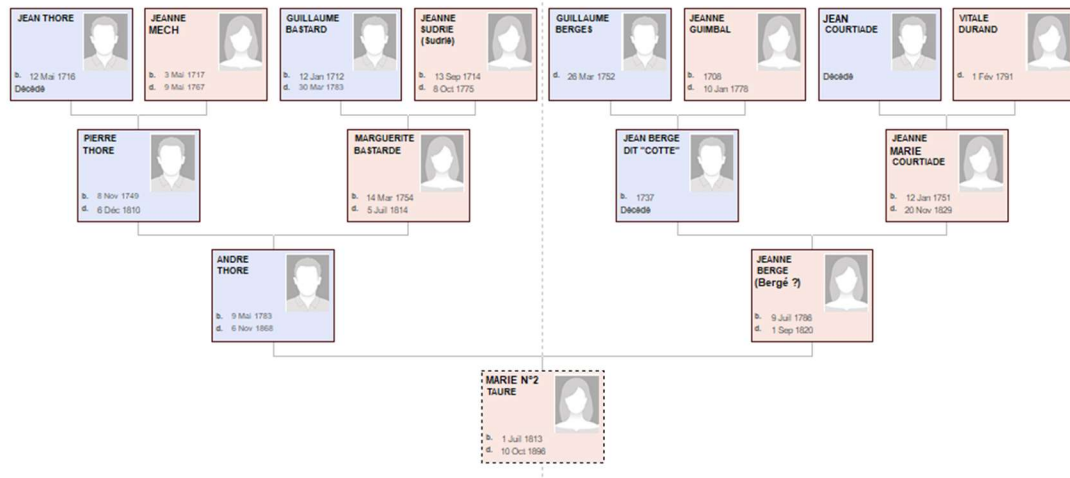 JEAN THORE
b. 12 Mai 1716
Décédé
JEANNE
MECH
b. 3 Mai 1717
d. 9 Mai 1767
GUILLAUME
BASTARD
b. 12 Jan 1712
d. 30 Mar 1783
JEANNE
SUDRIE
(Sudrié)
b. 13 Sep 1714
d. 8 Oct 1775
GUILLAUME
BERGES
d. 26 Mar 1752
JEANNE
GUIMBAL
b. 1708
d. 10 Jan 1778
JEAN
COURTIADE
Décédé
VITALE
DURAND
d. 1 Fév 1791
PIERRE
THORE
b. 8 Nov 1749
d. 6 Déc 1810
MARGUERITE
BASTARDE
b. 14 Mar 1754
d. 5 Juil 1814
JEAN BERGE
DIT "COTTE"
b. 1737
Décédé
JEANNE
MARIE
COURTIADE
b. 12 Jan 1751
d. 20 Nov 1829
ANDRE
THORE
b. 9 Mai 1783
d. 6 Nov 1868
JEANNE
BERGE
(Bergé ?)
b. 9 Juil 1786
d. 1 Sep 1820
MARIE N°2
TAURE
b. 1 Juil 1813
d. 10 Oct 1896